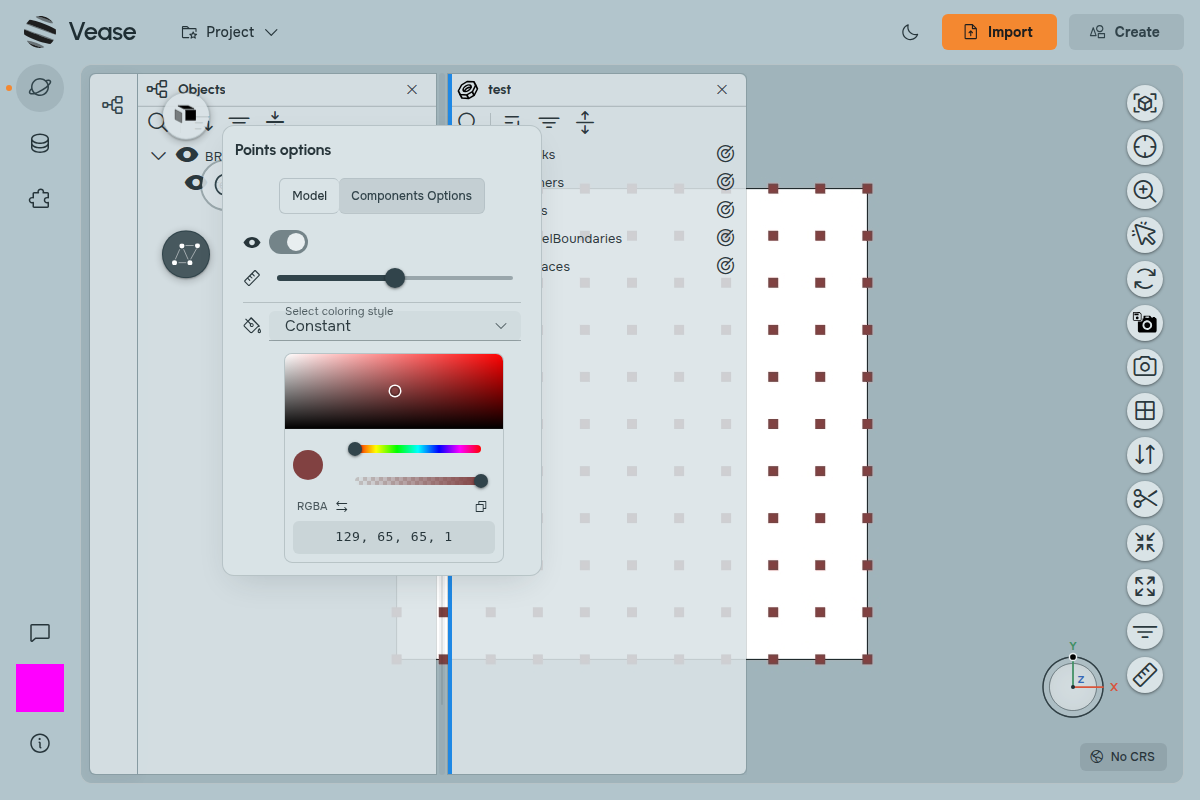 Vease
Project
Import
Create
Objects
test
BR
Points options
Model
Components Options
Select coloring style
Constant
RGBA
129, 65, 65, 1
ks
ners
s
elBoundaries
aces
Y
Z
X
No CRS